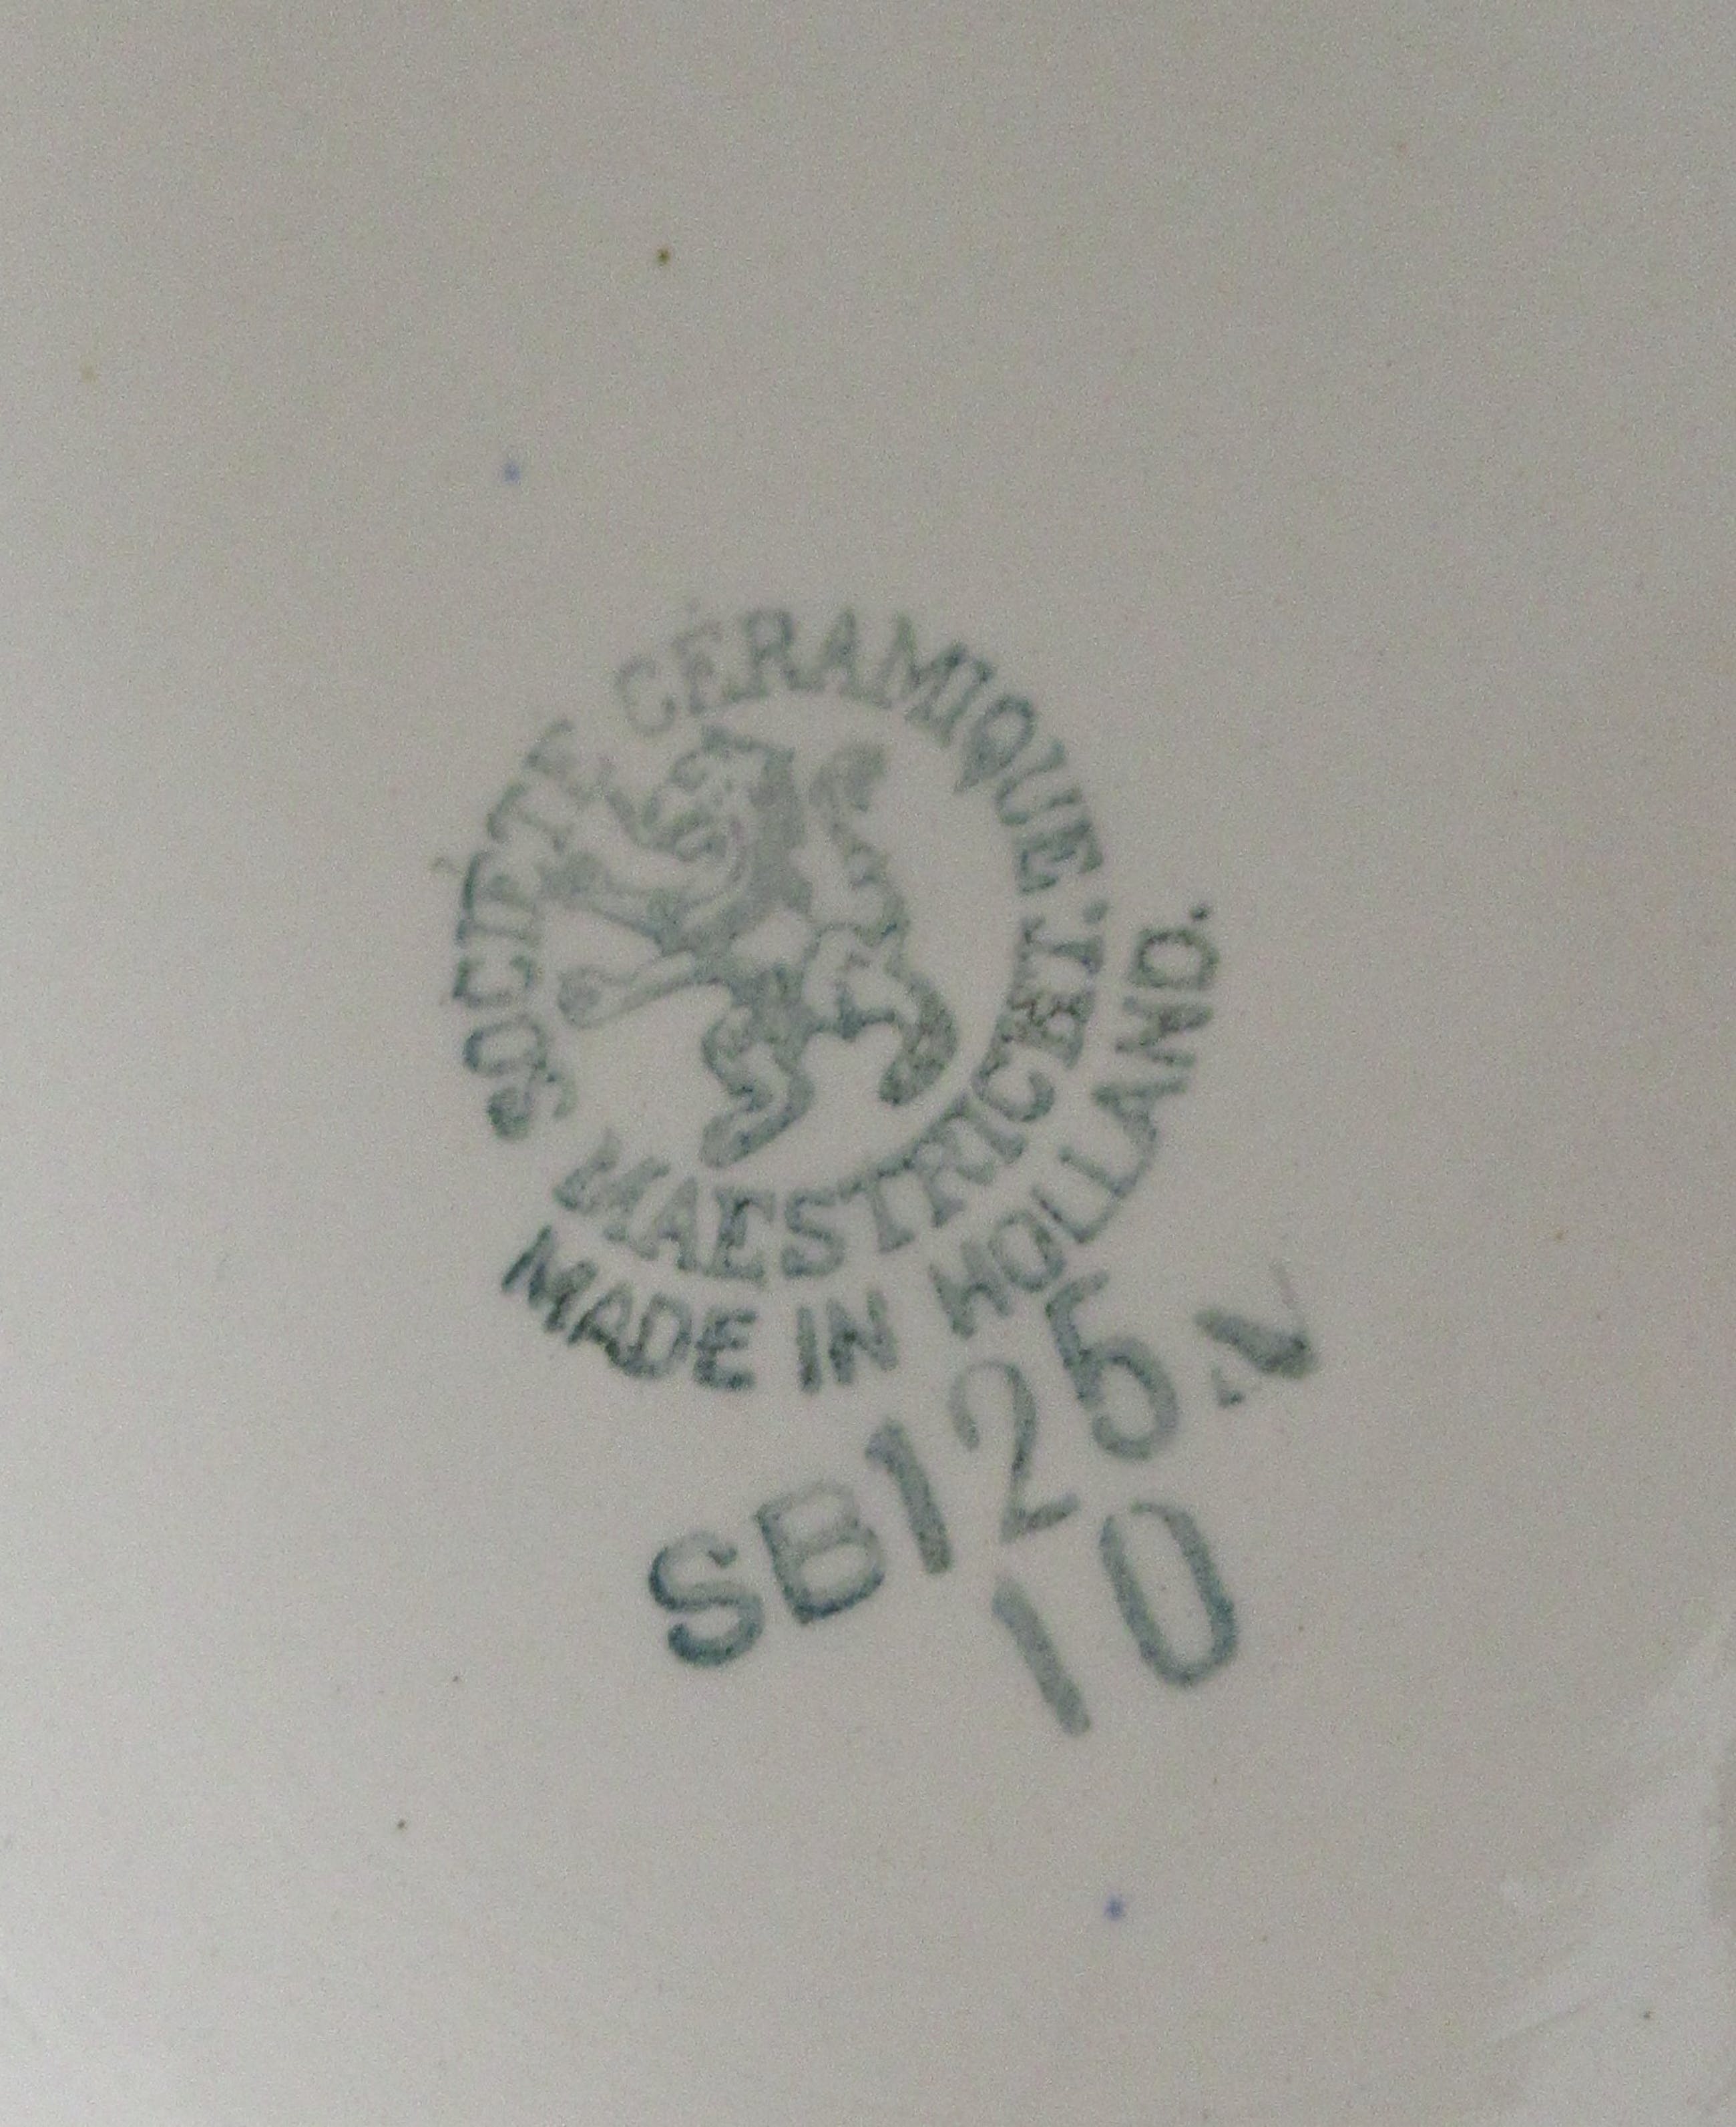 SOCIÉTÉ CÉRAMIQUE.
MAESTRICHT.
MADE IN HOLLAND.
SB125
10